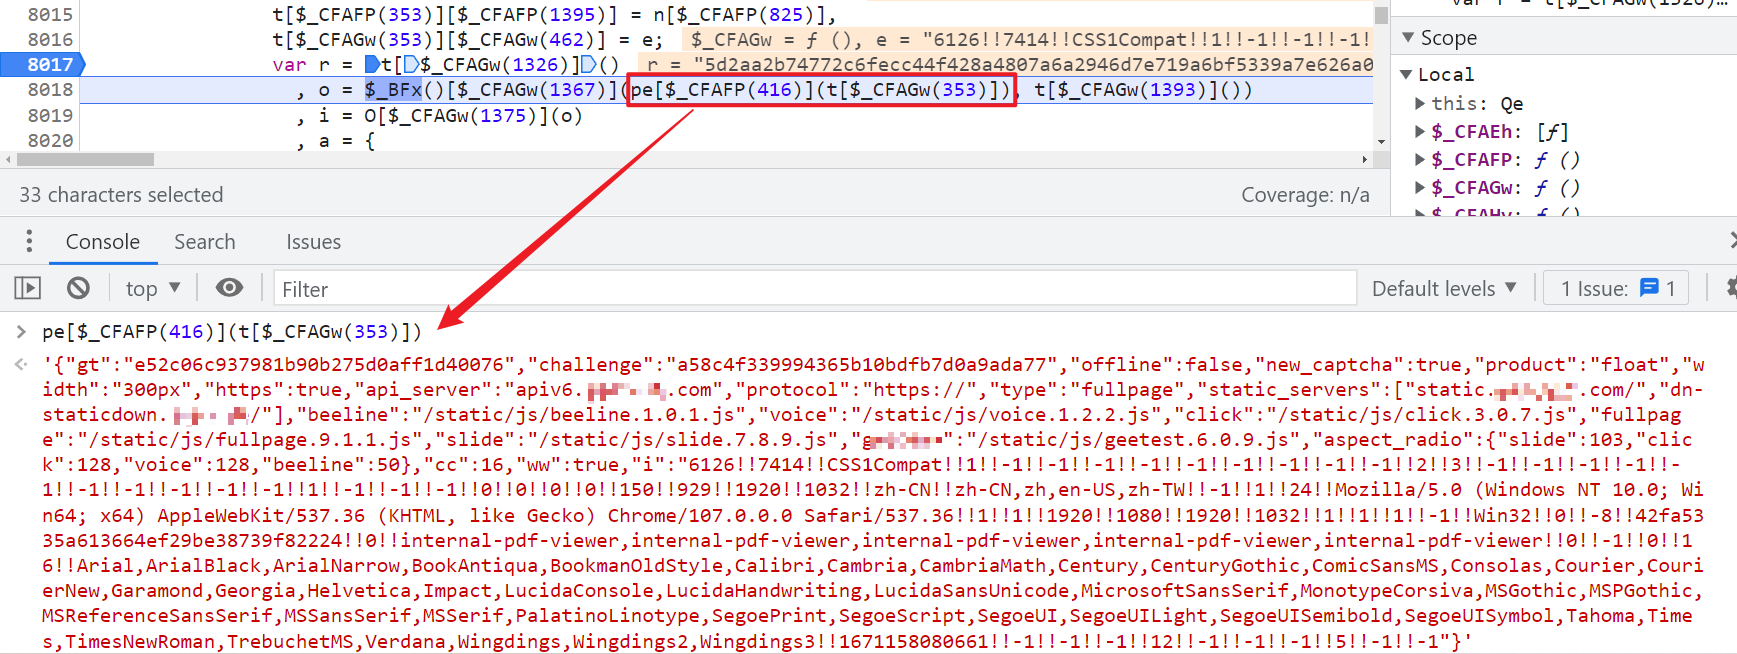 8015 t[$_CFAFP(353)][$_CFAFP(1395)] = n[$_CFAFP(825)],
8016 t[$_CFAGw(353)][$_CFAGw(462)] = e; $_CFAGw = ƒ (), e = "6126!!7414!!CSS1Compat!!1!!-1!!-1!!-1!
8017 var r = t[$_CFAGw(1326)]() r = "5d2aa2b74772c6fecc44f428a4807a6a2946d7e719a6bf5339a7e626a0
8018 , o = $_BFx()[$_CFAGw(1367)](pe[$_CFAFP(416)](t[$_CFAGw(353)]), t[$_CFAGw(1393)]())
8019 , i = O[$_CFAGw(1375)](o)
8020 , a = {
Scope
Local
this: Qe
$_CFAEh: [ƒ]
$_CFAFP: ƒ ()
$_CFAGw: ƒ ()
33 characters selected
Coverage: n/a
Console Search Issues
top Filter Default levels 1 Issue: 1
pe[$_CFAFP(416)](t[$_CFAGw(353)])
'{"gt":"e52c06c937981b90b275d0aff1d40076","challenge":"a58c4f339994365b10bdfb7d0a9ada77","offline":false,"new_captcha":true,"product":"float","w
idth":"300px","https":true,"api_server":"apiv6. .com","protocol":"https://","type":"fullpage","static_servers":["static. .com/","dn-
staticdown. /"],"beeline":"/static/js/beeline.1.0.1.js","voice":"/static/js/voice.1.2.2.js","click":"/static/js/click.3.0.7.js","fullpag
e":"/static/js/fullpage.9.1.1.js","slide":"/static/js/slide.7.8.9.js","g ":"/static/js/geetest.6.0.9.js","aspect_radio":{"slide":103,"clic
k":128,"voice":128,"beeline":50},"cc":16,"ww":true,"i":"6126!!7414!!CSS1Compat!!1!!-1!!-1!!-1!!-1!!-1!!-1!!-1!!-1!!-1!!2!!3!!-1!!-1!!-1!!-1!!-
1!!-1!!-1!!-1!!-1!!-1!!1!!-1!!-1!!-1!!0!!0!!0!!0!!150!!929!!1920!!1032!!zh-CN!!zh-CN,zh,en-US,zh-TW!!-1!!1!!24!!Mozilla/5.0 (Windows NT 10.0; Wi
n64; x64) AppleWebKit/537.36 (KHTML, like Gecko) Chrome/107.0.0.0 Safari/537.36!!1!!1!!1920!!1080!!1920!!1032!!1!!1!!1!!-1!!Win32!!0!!-8!!42fa53
35a613664ef29be38739f82224!!0!!internal-pdf-viewer,internal-pdf-viewer,internal-pdf-viewer,internal-pdf-viewer,internal-pdf-viewer!!0!!-1!!0!!1
6!!Arial,ArialBlack,ArialNarrow,BookAntiqua,BookmanOldStyle,Calibri,Cambria,CambriaMath,Century,CenturyGothic,ComicSansMS,Consolas,Courier,Couri
erNew,Garamond,Georgia,Helvetica,Impact,LucidaConsole,LucidaHandwriting,LucidaSansUnicode,MicrosoftSansSerif,MonotypeCorsiva,MSGothic,MSPGothic,
MSReferenceSansSerif,MSSansSerif,MSSerif,PalatinoLinotype,SegoePrint,SegoeScript,SegoeUI,SegoeUILight,SegoeUISemibold,SegoeUISymbol,Tahoma,Time
s,TimesNewRoman,TrebuchetMS,Verdana,Wingdings,Wingdings2,Wingdings3!!1671158080661!!-1!!-1!!-1!!12!!-1!!-1!!-1!!5!!-1!!-1"}'